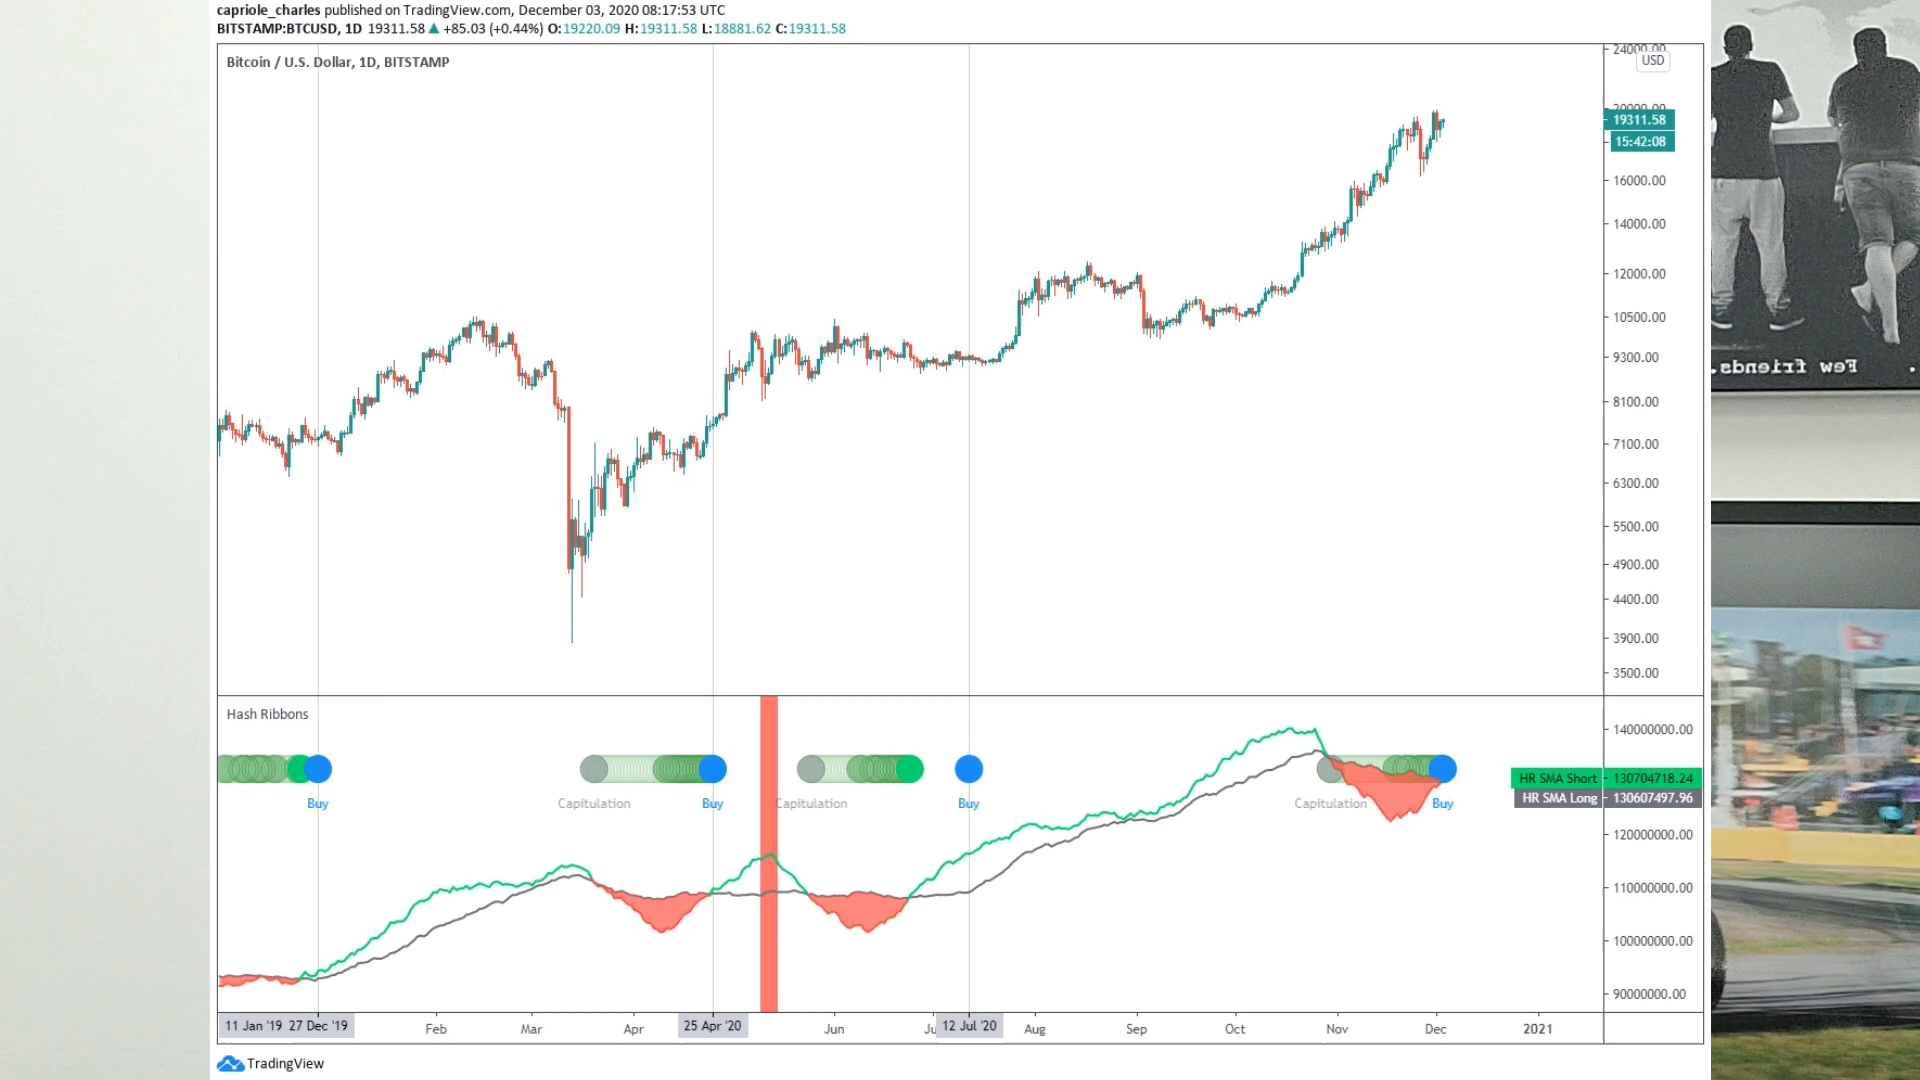 capriole_charles published on TradingView.com, December 03, 2020 08:17:53 UTC
BITSTAMP:BTCUSD, 1D 19311.58 ▲ +85.03 (+0.44%) O:19220.09 H:19311.58 L:18881.62 C:19311.58
Bitcoin / U.S. Dollar, 1D, BITSTAMP
24000.00
USD
20000.00
19311.58
15:42:08
16000.00
14000.00
12000.00
10500.00
9300.00
8100.00
7100.00
6300.00
5500.00
4900.00
4400.00
3900.00
3500.00
Few friends.
Hash Ribbons
Buy
Capitulation
Buy
Capitulation
Buy
Capitulation
Buy
140000000.00
HR SMA Short 130704718.24
HR SMA Long 130607497.96
120000000.00
110000000.00
100000000.00
90000000.00
11 Jan '19 27 Dec '19 Feb Mar Apr 25 Apr '20 Jun Ju 12 Jul '20 Aug Sep Oct Nov Dec 2021
TradingView